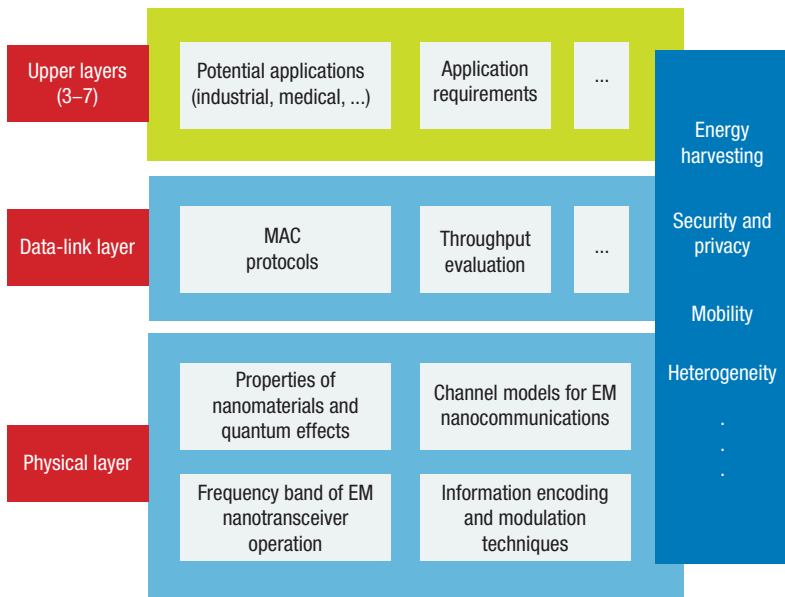 Upper layers
(3–7)
Potential applications
(industrial, medical, ...)
Application
requirements
...
Data-link layer
MAC
protocols
Throughput
evaluation
...
Physical layer
Properties of
nanomaterials and
quantum effects
Channel models for EM
nanocommunications
Frequency band of EM
nanotransceiver
operation
Information encoding
and modulation
techniques
Energy
harvesting
Security and
privacy
Mobility
Heterogeneity
.
.
.